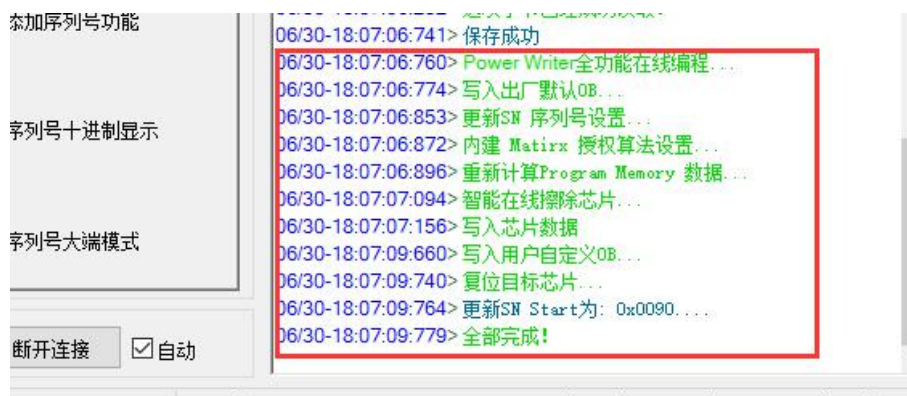 添加序列号功能
序列号十进制显示
序列号大端模式
断开连接
自动
06/30-18:07:06:741> 保存成功
06/30-18:07:06:760> Power Writer全功能在线编程...
06/30-18:07:06:774> 写入出厂默认OB...
06/30-18:07:06:853> 更新SN 序列号设置...
06/30-18:07:06:872> 内建 Matirx 授权算法设置...
06/30-18:07:06:896> 重新计算Program Memory 数据...
06/30-18:07:07:094> 智能在线擦除芯片...
06/30-18:07:07:156> 写入芯片数据
06/30-18:07:09:660> 写入用户自定义OB...
06/30-18:07:09:740> 复位目标芯片...
06/30-18:07:09:764> 更新SN Start为: 0x0090....
06/30-18:07:09:779> 全部完成!